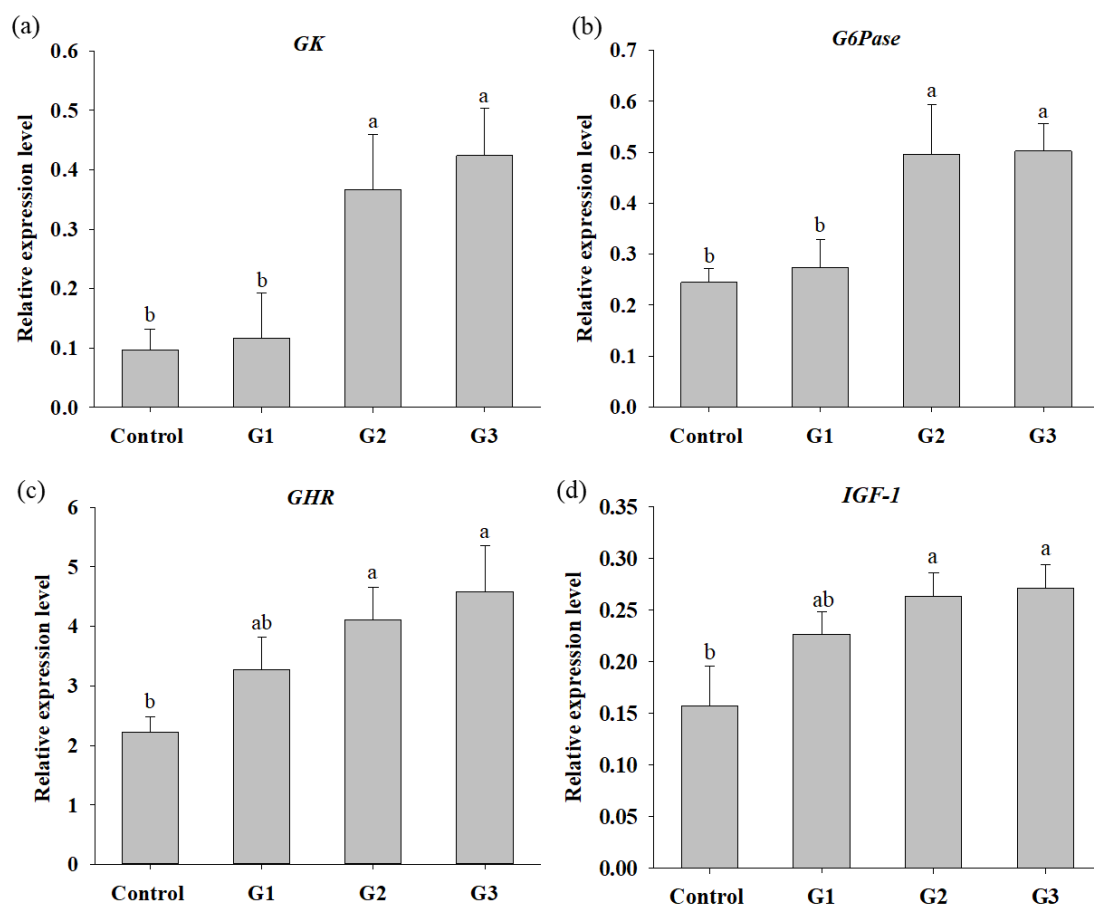 (a)
GK
Relative expression level
0.6
0.5
0.4
0.3
0.2
0.1
0.0
b
b
a
a
Control G1 G2 G3
(b)
G6Pase
Relative expression level
0.7
0.6
0.5
0.4
0.3
0.2
0.1
0.0
b
b
a
a
Control G1 G2 G3
(c)
GHR
Relative expression level
6
5
4
3
2
1
0
b
ab
a
a
Control G1 G2 G3
(d)
IGF-1
Relative expression level
0.35
0.30
0.25
0.20
0.15
0.10
0.05
0.00
b
ab
a
a
Control G1 G2 G3